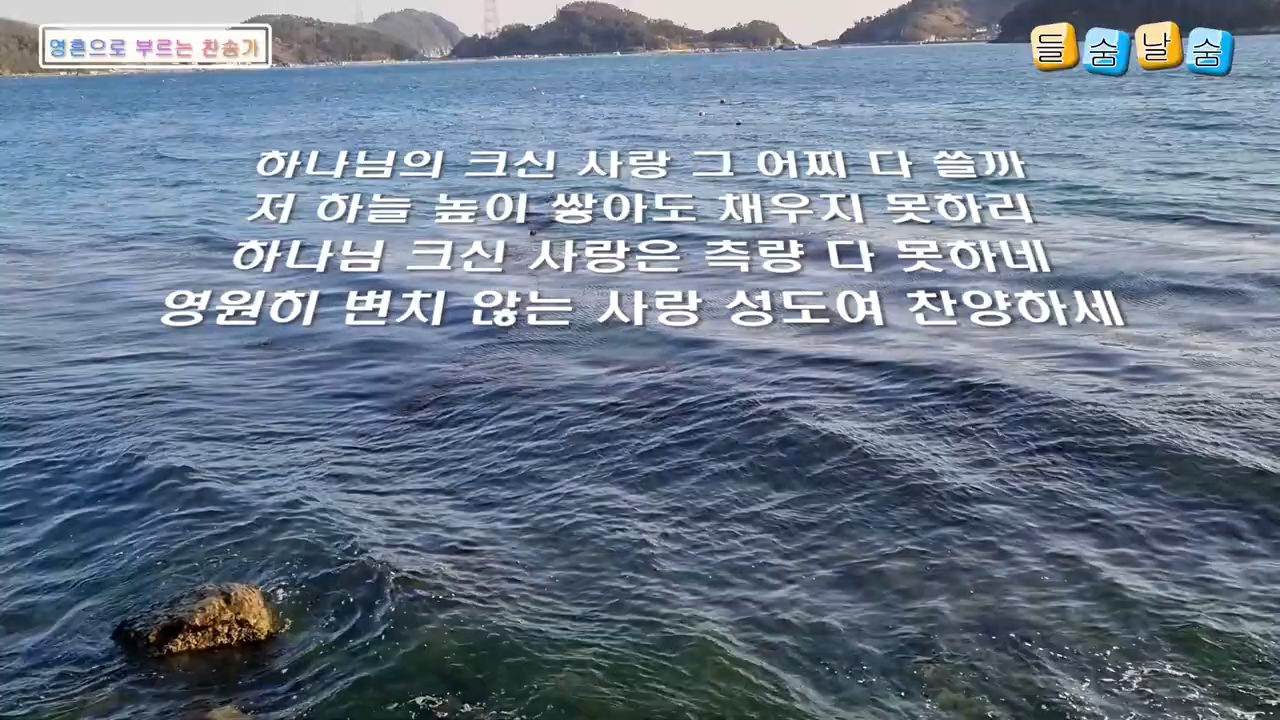 영혼으로 부르는 찬송가
들숨날숨
하나님의 크신 사랑 그 어찌 다 쓸까
저 하늘 높이 쌓아도 채우지 못하리
하나님 크신 사랑은 측량 다 못하네
영원히 변치 않는 사랑 성도여 찬양하세